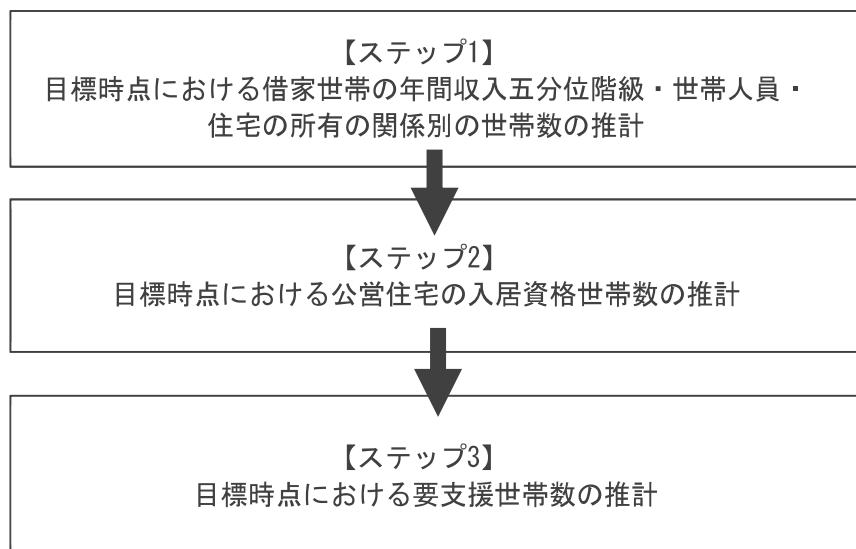 【ステップ1】
目標時点における借家世帯の年間収入五分位階級・世帯人員・
住宅の所有の関係別の世帯数の推計
【ステップ2】
目標時点における公営住宅の入居資格世帯数の推計
【ステップ3】
目標時点における要支援世帯数の推計